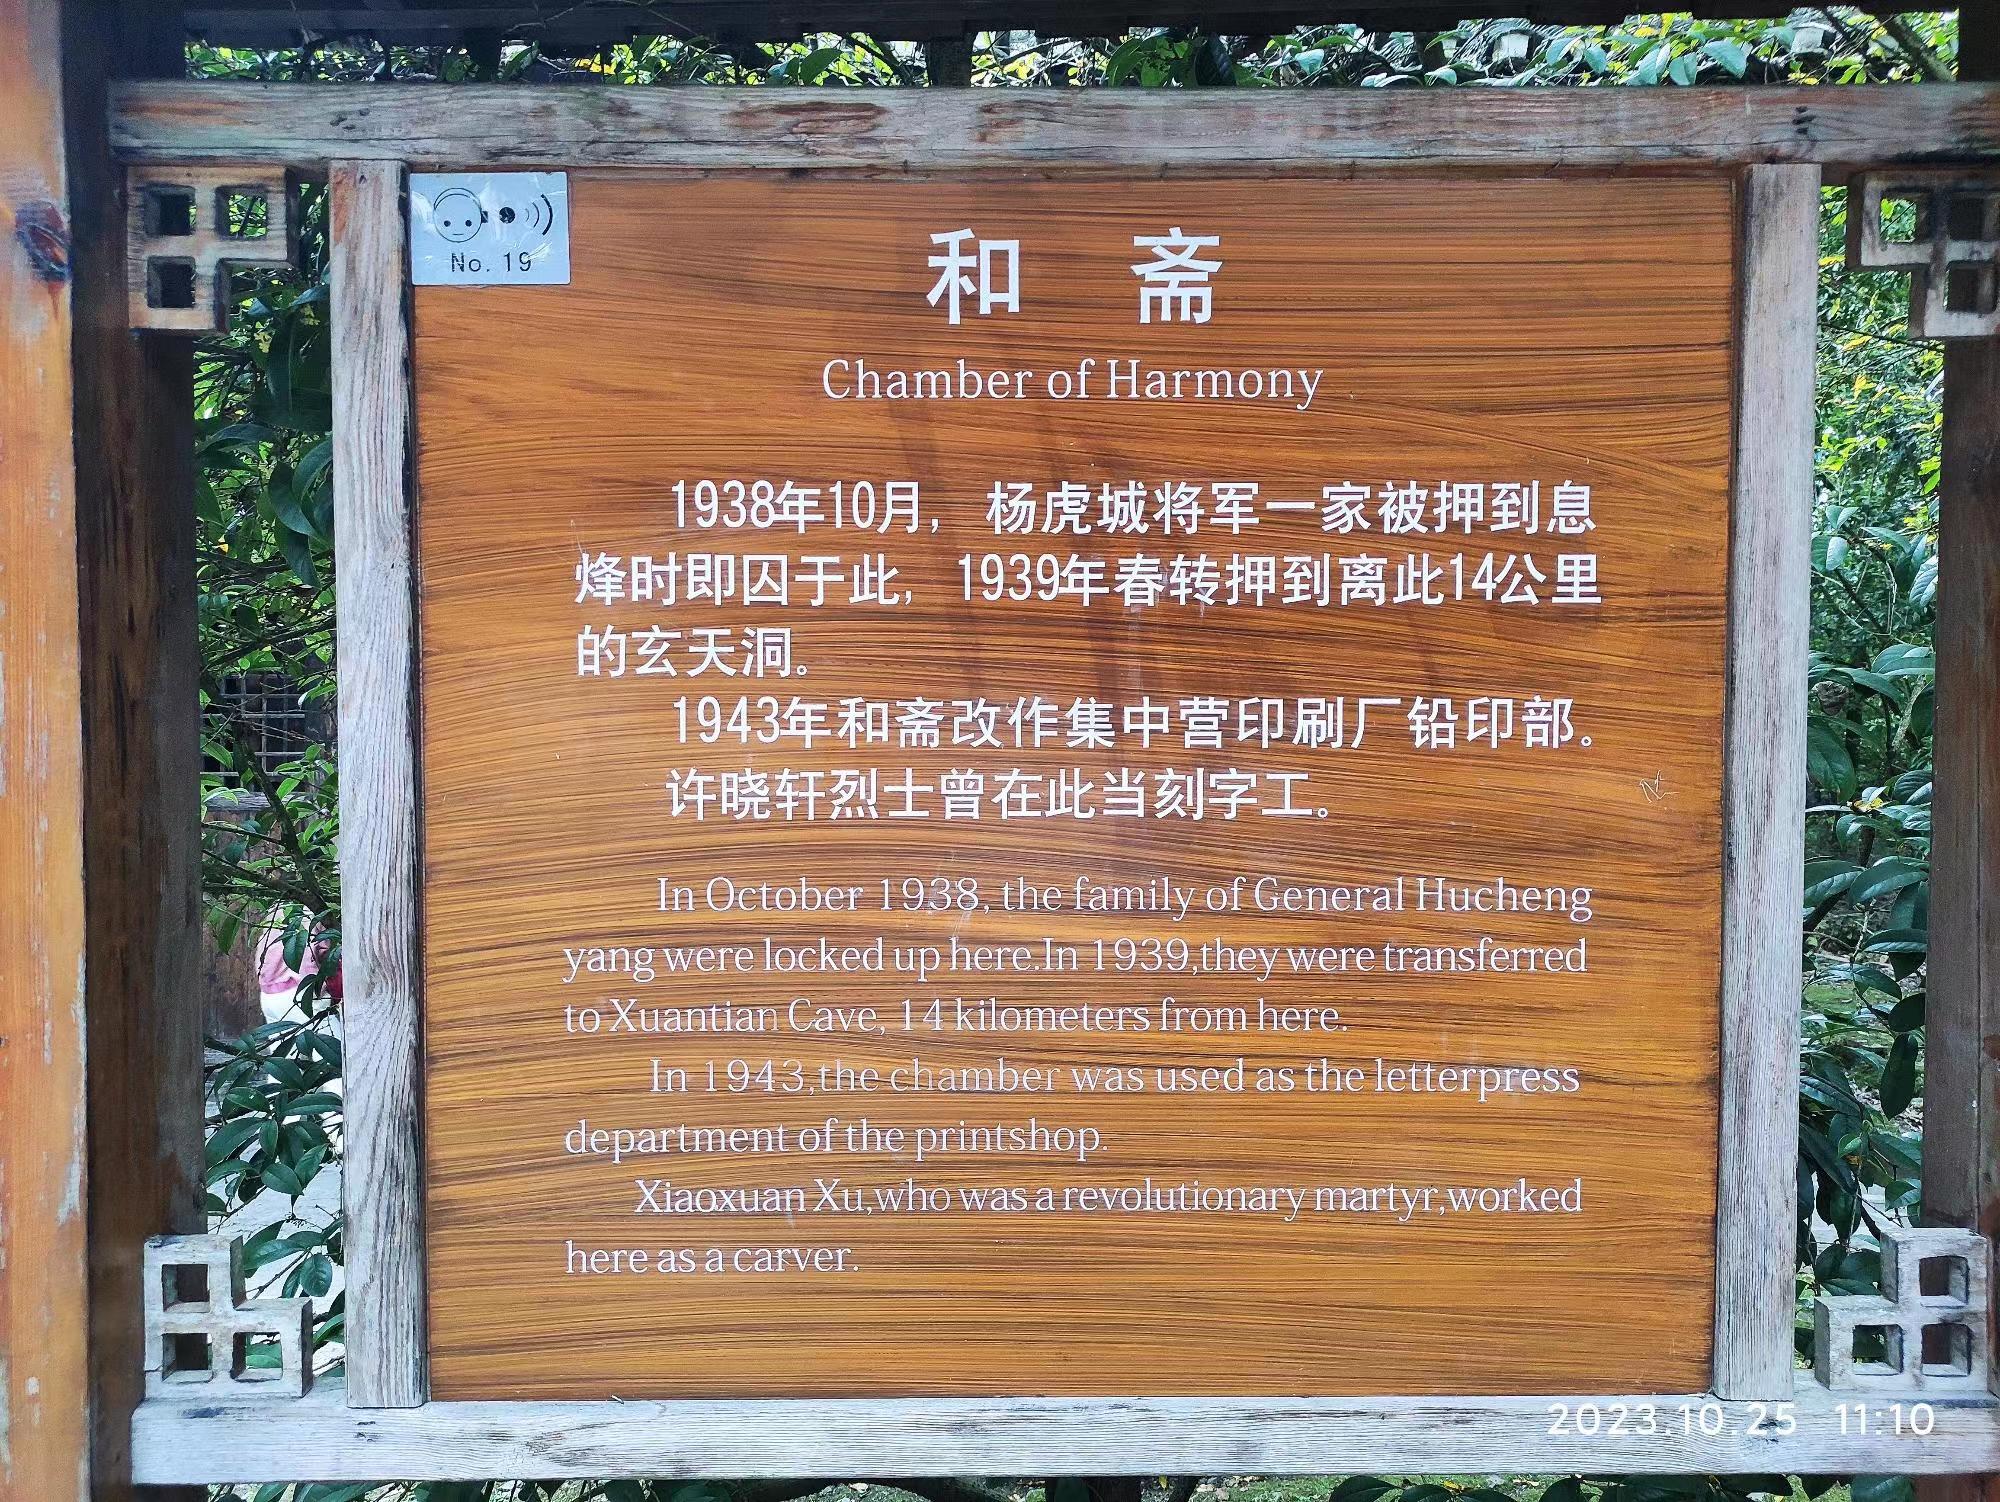 No. 19
和 斋
Chamber of Harmony
1938年10月，杨虎城将军一家被押到息
烽时即囚于此，1939年春转押到离此14公里
的玄天洞。
1943年和斋改作集中营印刷厂铅印部。
许晓轩烈士曾在此当刻字工。
In October 1938, the family of General Hucheng
yang were locked up here.In 1939,they were transferred
to Xuantian Cave, 14 kilometers from here.
In 1943,the chamber was used as the letterpress
department of the printshop.
Xiaoxuan Xu,who was a revolutionary martyr,worked
here as a carver.
2023.10.25 11:10